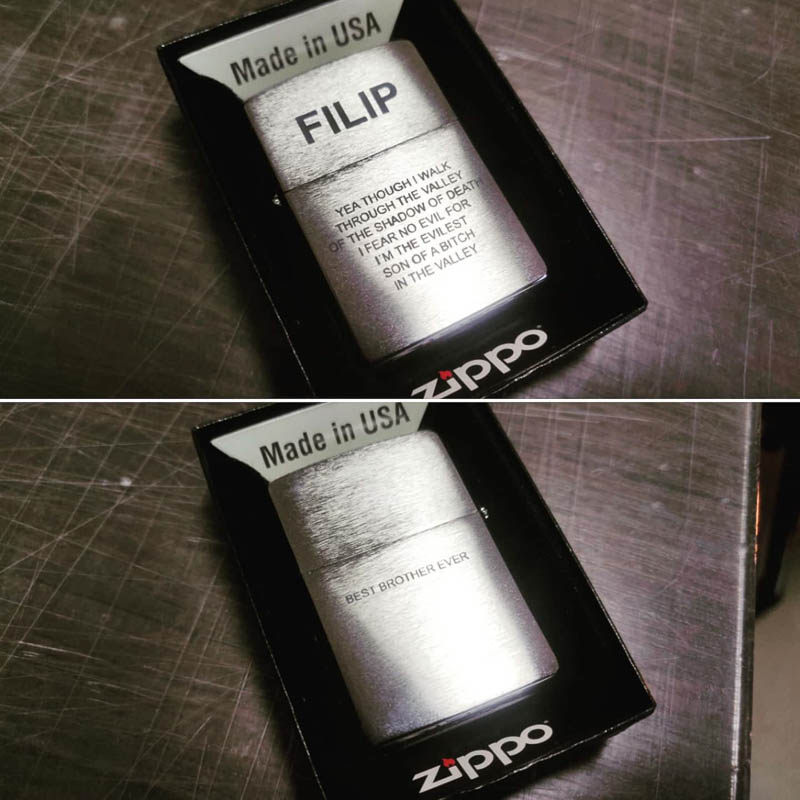 Made in USA
FILIP
YEA THOUGH I WALK
THROUGH THE VALLEY
OF THE SHADOW OF DEATH
I FEAR NO EVIL FOR
I'M THE EVILEST
SON OF A BITCH
IN THE VALLEY
zippo
Made in USA
BEST BROTHER EVER
zippo